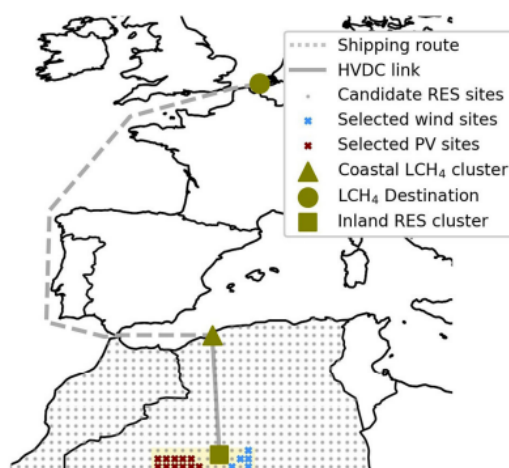 Shipping route
HVDC link
Candidate RES sites
Selected wind sites
Selected PV sites
Coastal LCH₄ cluster
LCH₄ Destination
Inland RES cluster